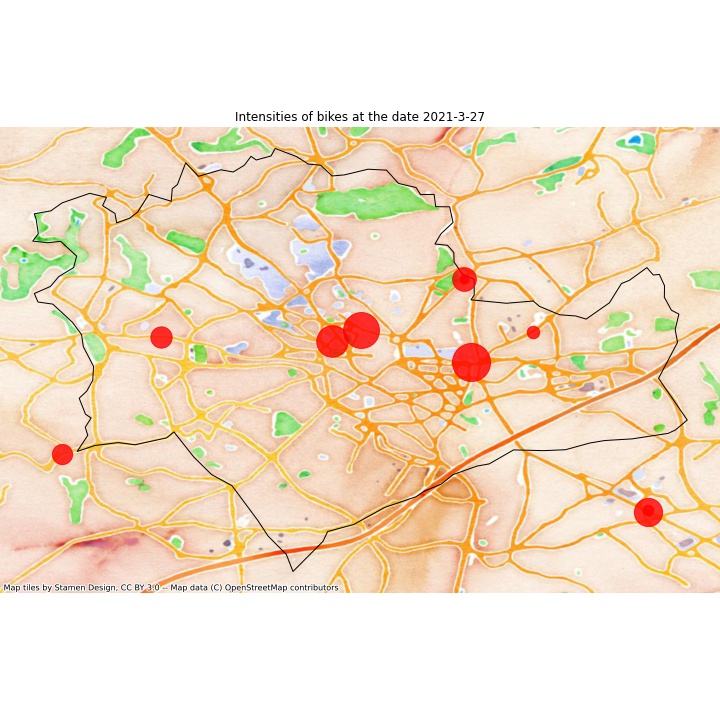 Intensities of bikes at the date 2021-3-27
Map tiles by Stamen Design, CC BY 3.0 -- Map data (C) OpenStreetMap contributors